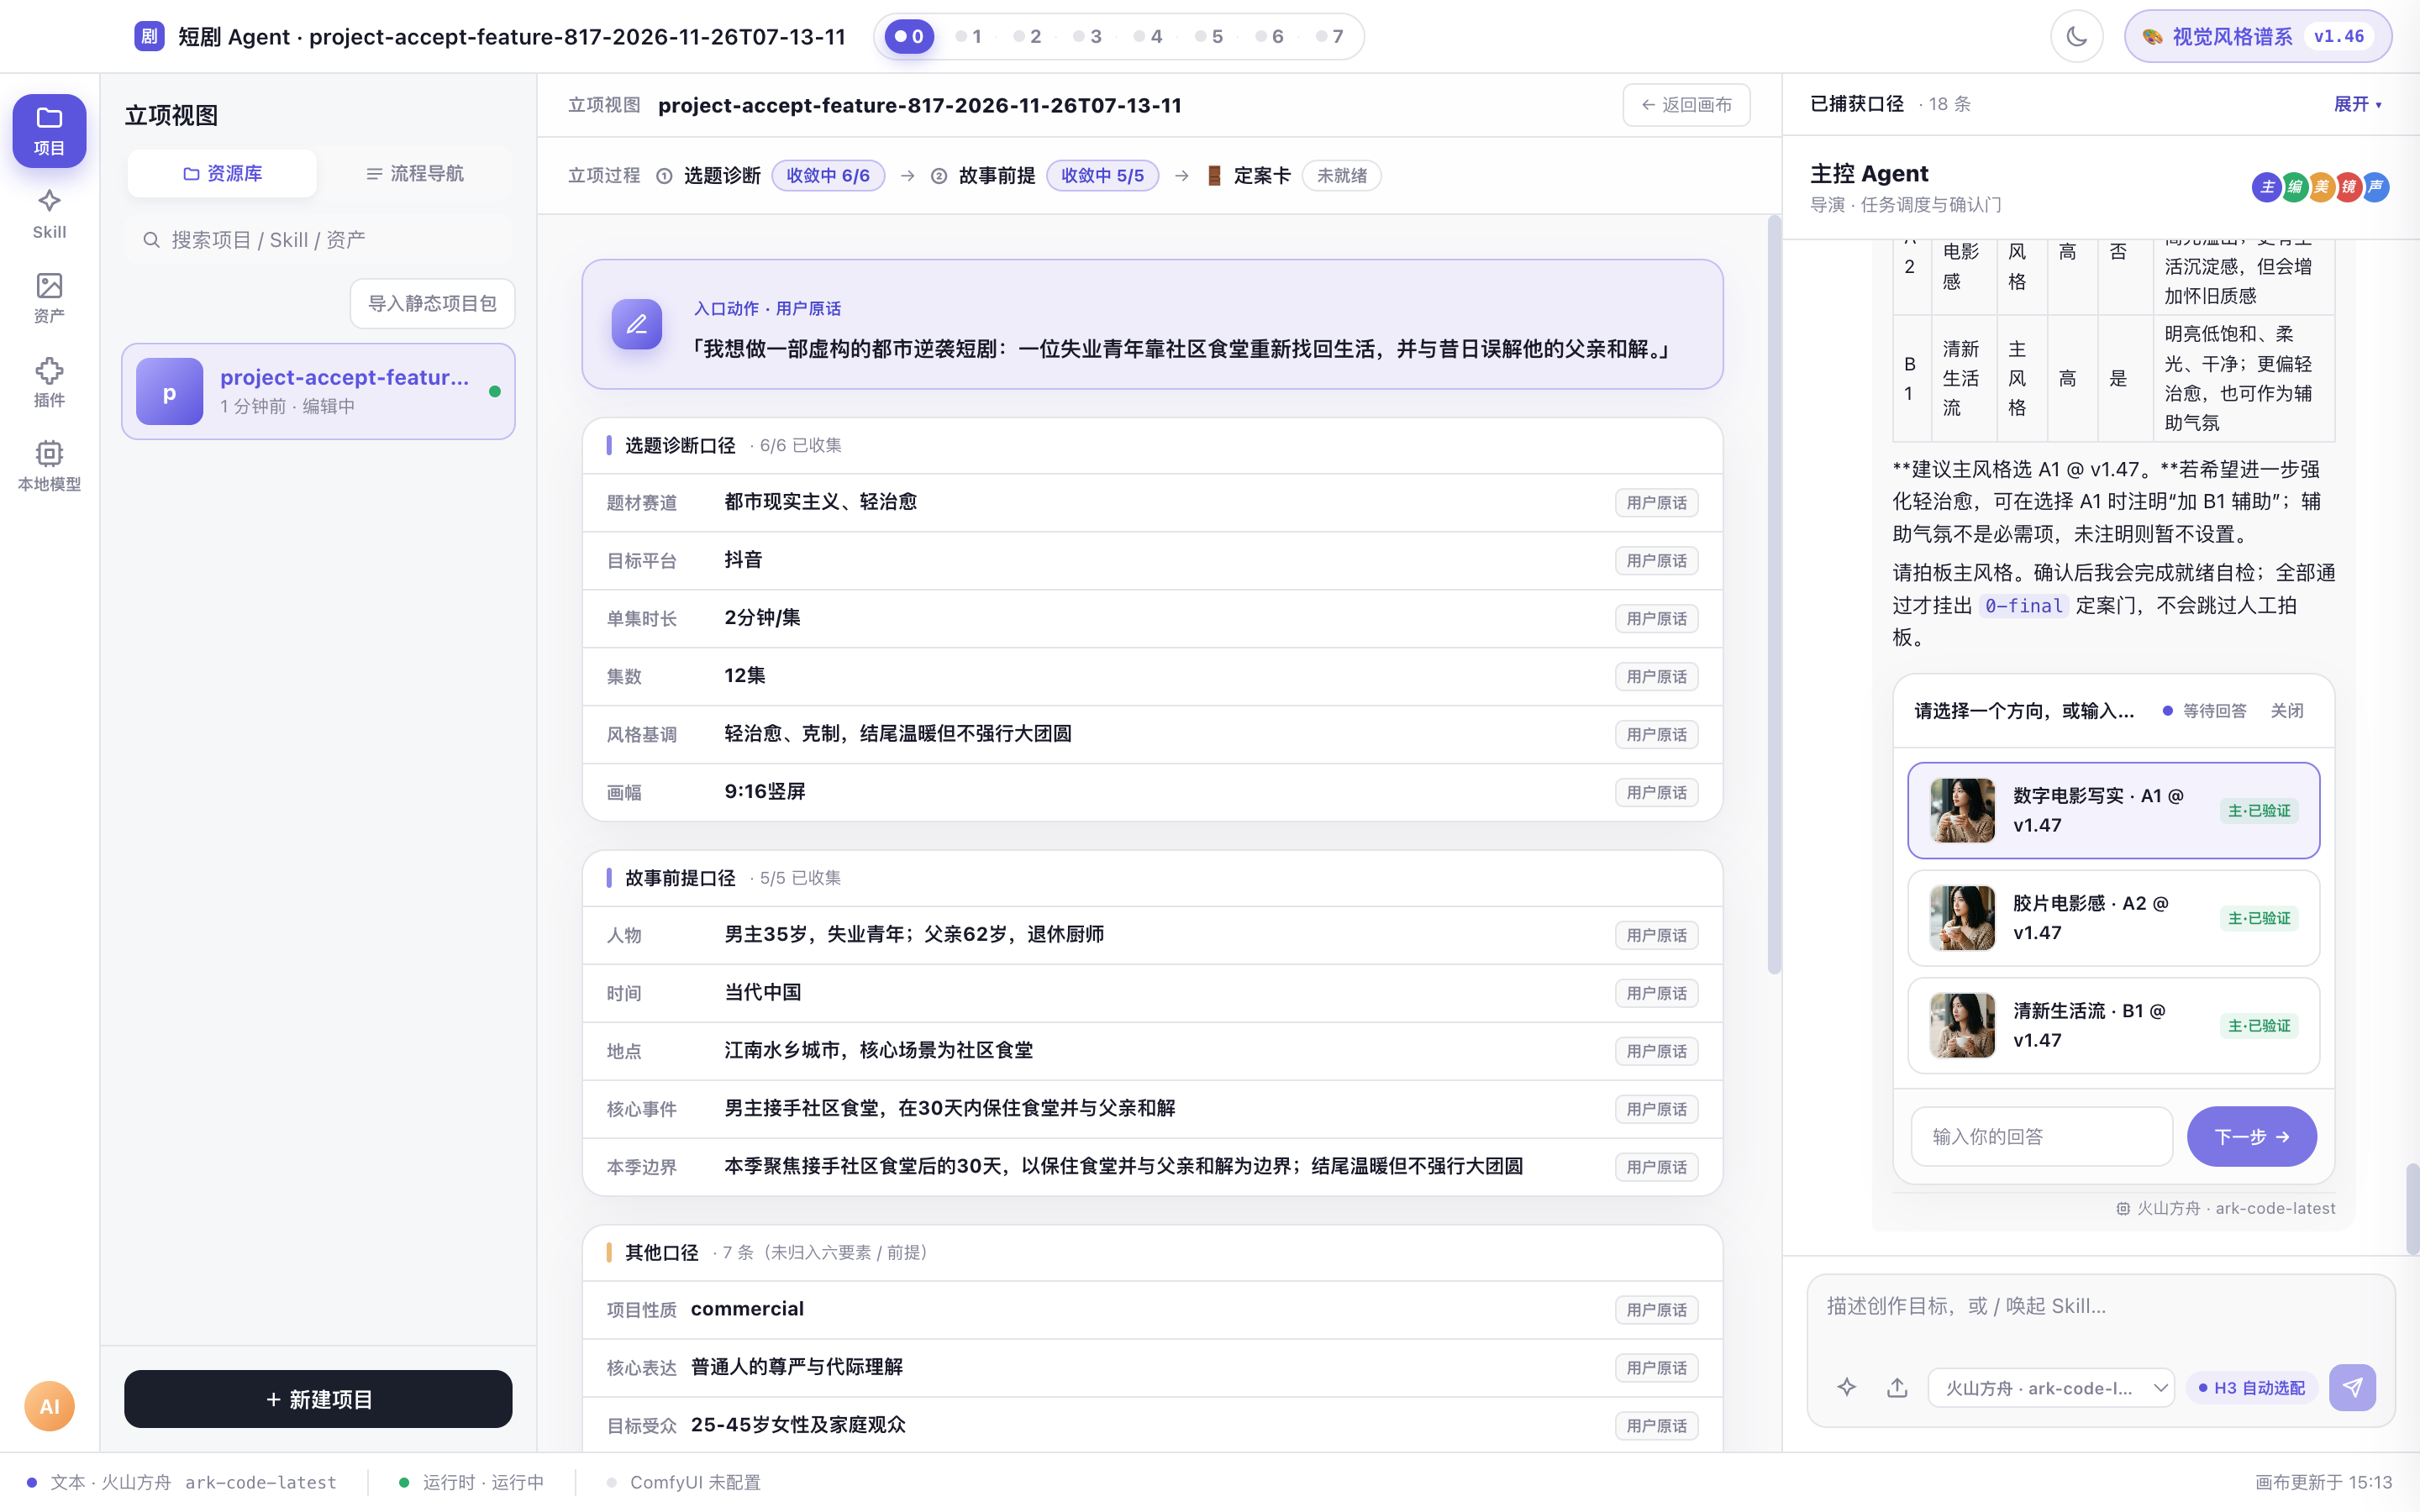 剧 短剧 Agent · project-accept-feature-817-2026-11-26T07-13-11
0 · 1 · 2 · 3 · 4 · 5 · 6 · 7
视觉风格谱系 v1.46
项目
Skill
资产
插件
本地模型
AI
立项视图
资源库
流程导航
搜索项目 / Skill / 资产
导入静态项目包
p
project-accept-featur...
1 分钟前 · 编辑中
+ 新建项目
立项视图 project-accept-feature-817-2026-11-26T07-13-11
← 返回画布
立项过程 ① 选题诊断 收敛中 6/6 → ② 故事前提 收敛中 5/5 → 定案卡 未就绪
入口动作 · 用户原话
「我想做一部虚构的都市逆袭短剧：一位失业青年靠社区食堂重新找回生活，并与昔日误解他的父亲和解。」
选题诊断口径 · 6/6 已收集
题材赛道 都市现实主义、轻治愈 用户原话
目标平台 抖音 用户原话
单集时长 2分钟/集 用户原话
集数 12集 用户原话
风格基调 轻治愈、克制，结尾温暖但不强行大团圆 用户原话
画幅 9:16竖屏 用户原话
故事前提口径 · 5/5 已收集
人物 男主35岁，失业青年；父亲62岁，退休厨师 用户原话
时间 当代中国 用户原话
地点 江南水乡城市，核心场景为社区食堂 用户原话
核心事件 男主接手社区食堂，在30天内保住食堂并与父亲和解 用户原话
本季边界 本季聚焦接手社区食堂后的30天，以保住食堂并与父亲和解为边界；结尾温暖但不强行大团圆 用户原话
其他口径 · 7 条（未归入六要素 / 前提）
项目性质 commercial 用户原话
核心表达 普通人的尊严与代际理解 用户原话
目标受众 25-45岁女性及家庭观众 用户原话
已捕获口径 · 18 条
展开 ▾
主控 Agent
导演 · 任务调度与确认门
主 编 美 镜 声
2
电影
感
风
格
高
否
活沉淀感，但会增
加怀旧质感
B
1
清新
生活
流
主
风
格
高
是
明亮低饱和、柔
光、干净；更偏轻
治愈，也可作为辅
助气氛
**建议主风格选 A1 @ v1.47。**若希望进一步强
化轻治愈，可在选择 A1 时注明“加 B1 辅助”；辅
助气氛不是必需项，未注明则暂不设置。
请拍板主风格。确认后我会完成就绪自检；全部通
过才挂出 0-final 定案门，不会跳过人工拍
板。
请选择一个方向，或输入... 等待回答 关闭
数字电影写实 · A1 @
v1.47
主·已验证
胶片电影感 · A2 @
v1.47
主·已验证
清新生活流 · B1 @
v1.47
主·已验证
输入你的回答
下一步 →
火山方舟 · ark-code-latest
描述创作目标，或 / 唤起 Skill...
火山方舟 · ark-code-l...
H3 自动选配
文本 · 火山方舟 ark-code-latest
运行时 · 运行中
ComfyUI 未配置
画布更新于 15:13